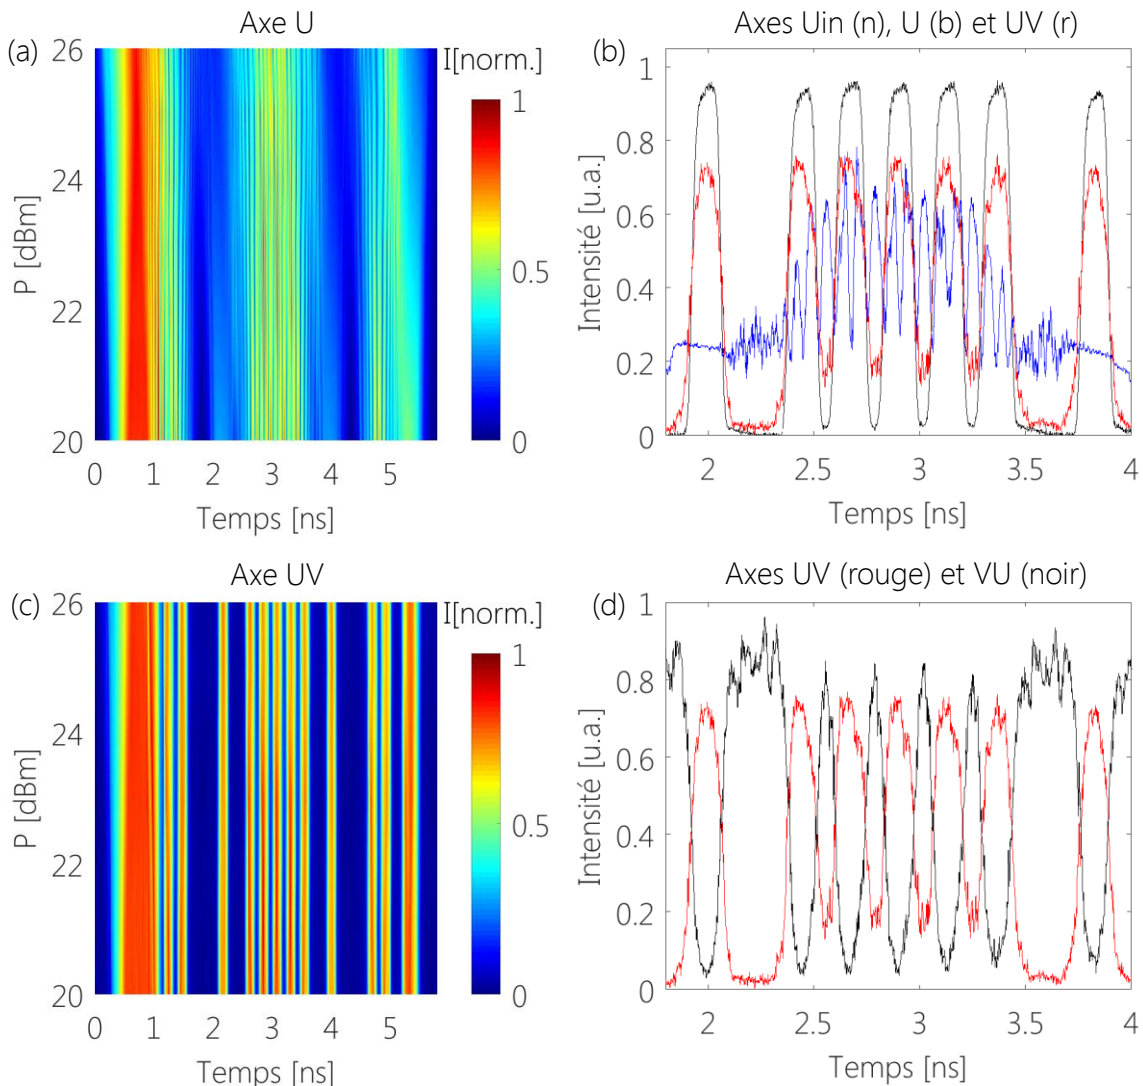 Axe U
(a)
26
24
22
20
P [dBm]
0 1 2 3 4 5
Temps [ns]
I[norm.]
1
0.5
0
Axes Uin (n), U (b) et UV (r)
(b)
1
0.8
0.6
0.4
0.2
0
Intensité [u.a.]
2 2.5 3 3.5 4
Temps [ns]
Axe UV
(c)
26
24
22
20
P [dBm]
0 1 2 3 4 5
Temps [ns]
I[norm.]
1
0.5
0
Axes UV (rouge) et VU (noir)
(d)
1
0.8
0.6
0.4
0.2
0
Intensité [u.a.]
2 2.5 3 3.5 4
Temps [ns]